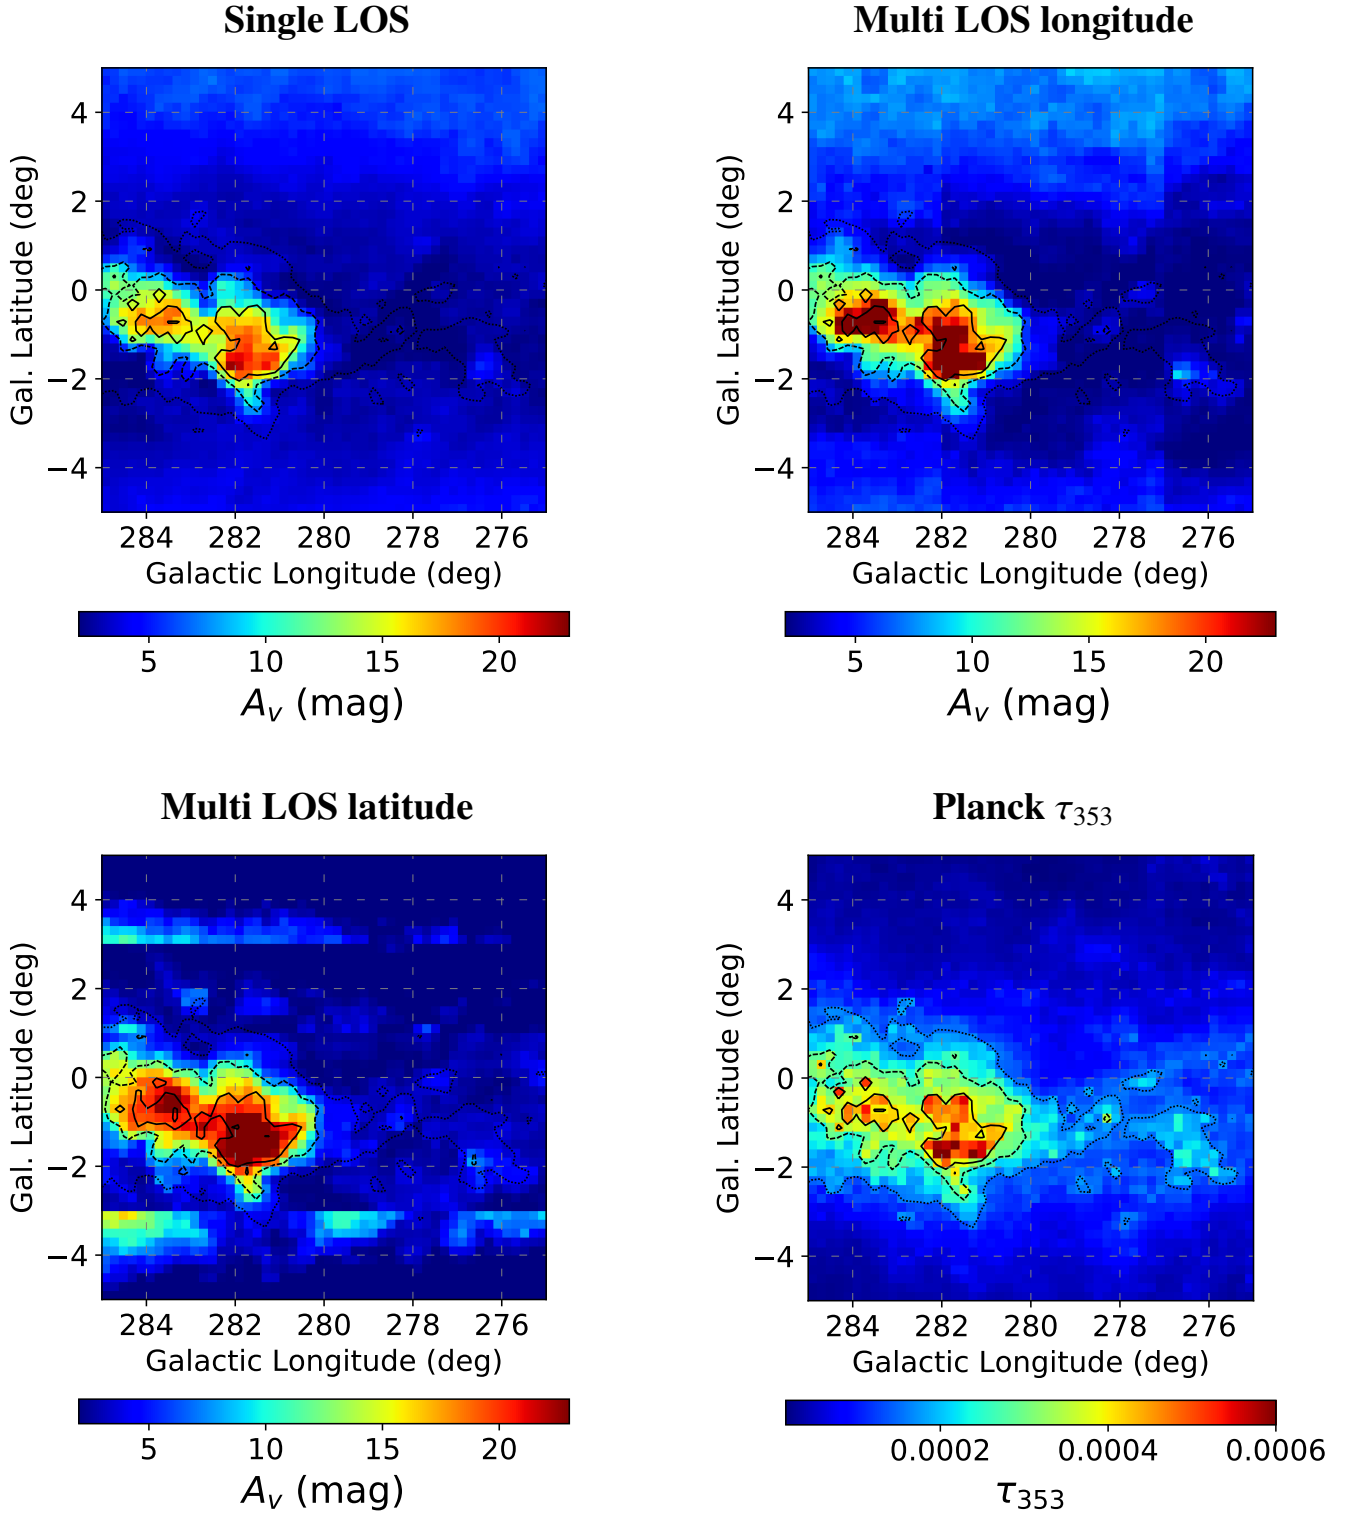 Single LOS
Multi LOS longitude
Gal. Latitude (deg)
4
2
0
−2
−4
284 282 280 278 276
Galactic Longitude (deg)
5 10 15 20
Av (mag)
Gal. Latitude (deg)
4
2
0
−2
−4
284 282 280 278 276
Galactic Longitude (deg)
5 10 15 20
Av (mag)
Multi LOS latitude
Planck τ353
Gal. Latitude (deg)
4
2
0
−2
−4
284 282 280 278 276
Galactic Longitude (deg)
5 10 15 20
Av (mag)
Gal. Latitude (deg)
4
2
0
−2
−4
284 282 280 278 276
Galactic Longitude (deg)
0.0002 0.0004 0.0006
τ353